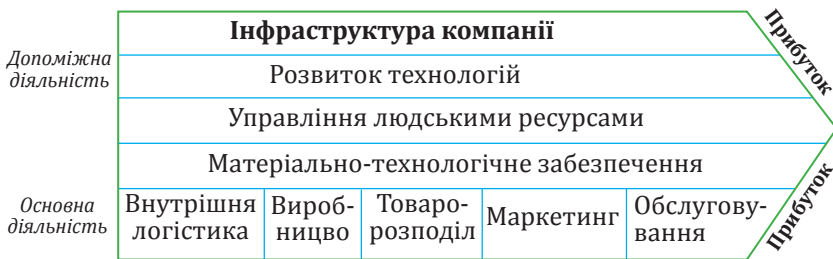 Допоміжна
діяльність
Інфраструктура компанії
Розвиток технологій
Управління людськими ресурсами
Матеріально-технологічне забезпечення
Прибуток
Основна
діяльність
Внутрішня
логістика
Вироб-
ницво
Товаро-
розподіл
Маркетинг
Обслугову-
вання
Прибуток